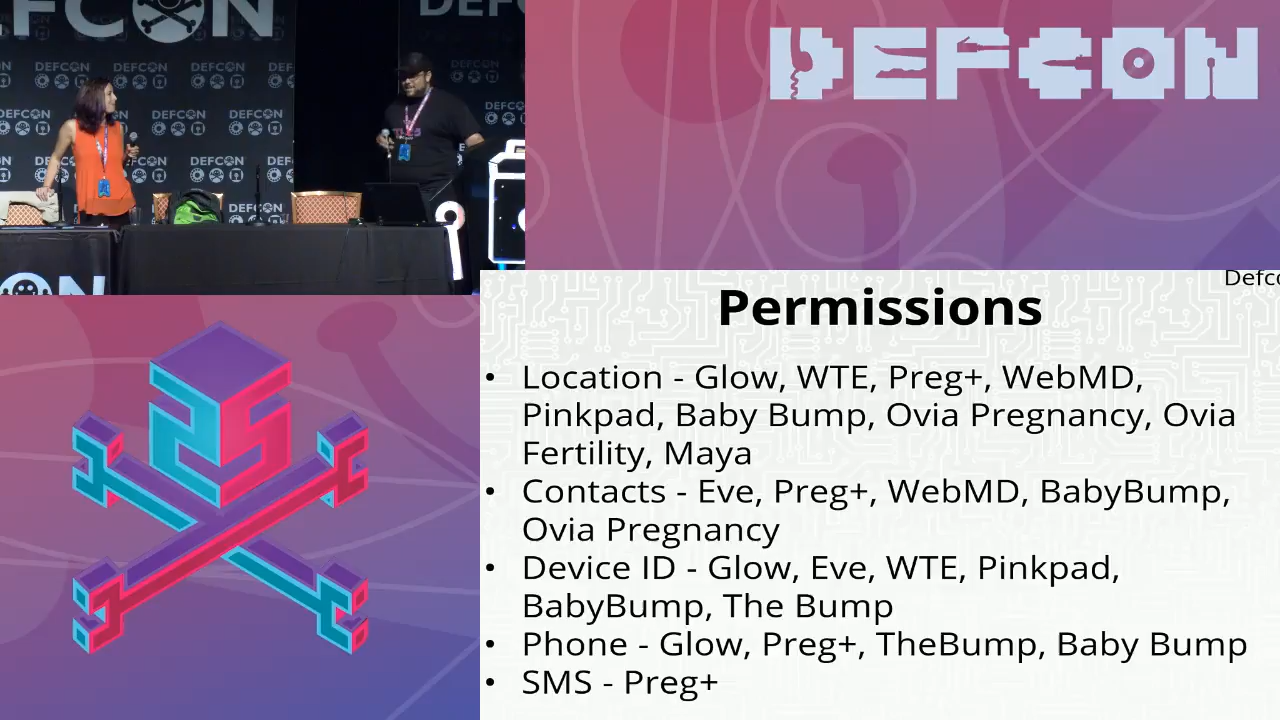 DEFCON
Defc
Permissions
• Location - Glow, WTE, Preg+, WebMD,
Pinkpad, Baby Bump, Ovia Pregnancy, Ovia
Fertility, Maya
• Contacts - Eve, Preg+, WebMD, BabyBump,
Ovia Pregnancy
• Device ID - Glow, Eve, WTE, Pinkpad,
BabyBump, The Bump
• Phone - Glow, Preg+, TheBump, Baby Bump
• SMS - Preg+